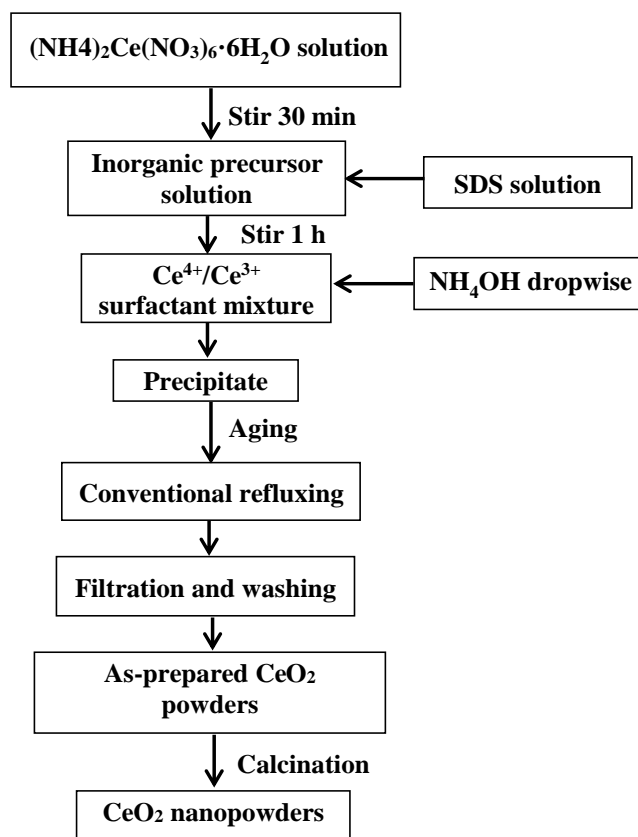 (NH4)₂Ce(NO₃)₆·6H₂O solution
Stir 30 min
Inorganic precursor
solution
SDS solution
Stir 1 h
Ce⁴⁺/Ce³⁺
surfactant mixture
NH₄OH dropwise
Precipitate
Aging
Conventional refluxing
Filtration and washing
As-prepared CeO₂
powders
Calcination
CeO₂ nanopowders